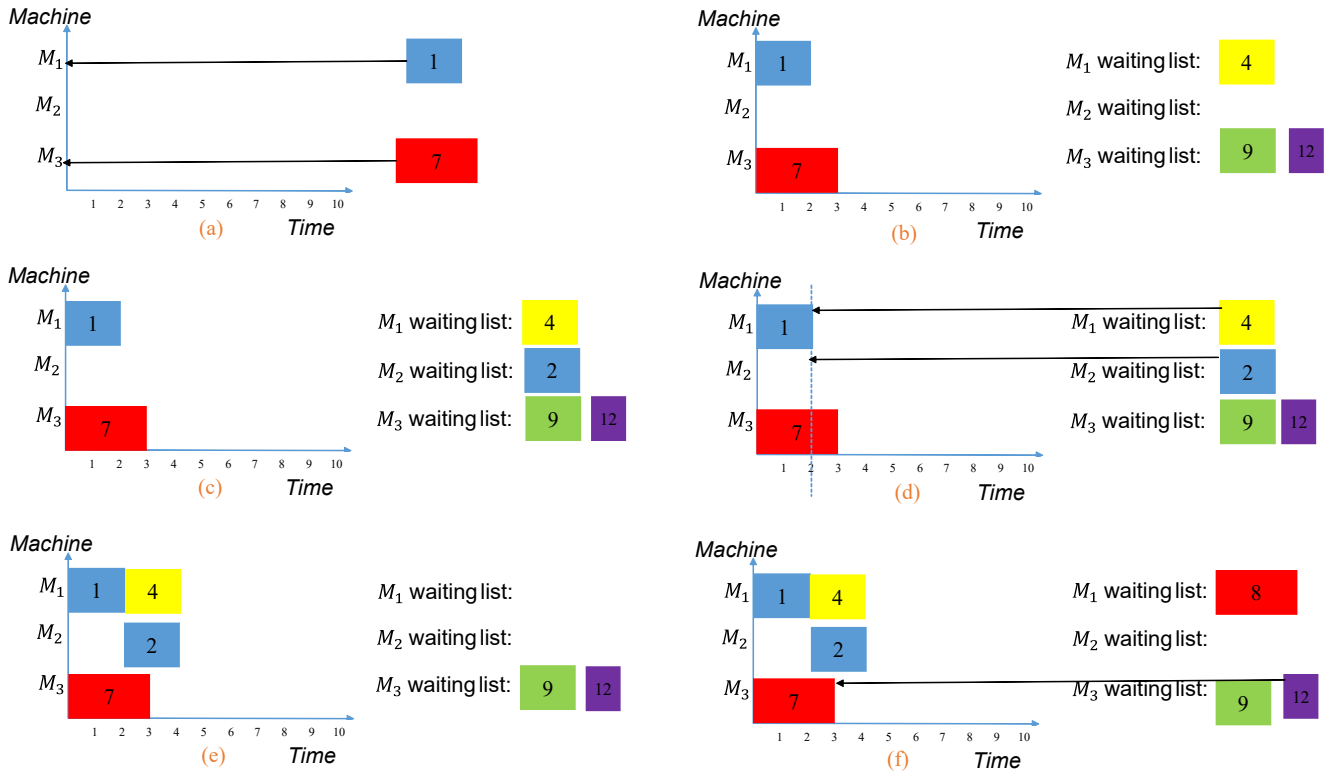 Machine
M₁ 1
M₂
M₃ 7
1 2 3 4 5 6 7 8 9 10
(a) Time
Machine
M₁ 1 M₁ waiting list: 4
M₂ M₂ waiting list:
M₃ 7 M₃ waiting list: 9 12
1 2 3 4 5 6 7 8 9 10
(b) Time
Machine
M₁ 1 M₁ waiting list: 4
M₂ M₂ waiting list: 2
M₃ 7 M₃ waiting list: 9 12
1 2 3 4 5 6 7 8 9 10
(c) Time
Machine
M₁ 1 M₁ waiting list: 4
M₂ M₂ waiting list: 2
M₃ 7 M₃ waiting list: 9 12
1 2 3 4 5 6 7 8 9 10
(d) Time
Machine
M₁ 1 4 M₁ waiting list:
M₂ 2 M₂ waiting list:
M₃ 7 M₃ waiting list: 9 12
1 2 3 4 5 6 7 8 9 10
(e) Time
Machine
M₁ 1 4 M₁ waiting list: 8
M₂ 2 M₂ waiting list:
M₃ 7 M₃ waiting list: 9 12
1 2 3 4 5 6 7 8 9 10
(f) Time